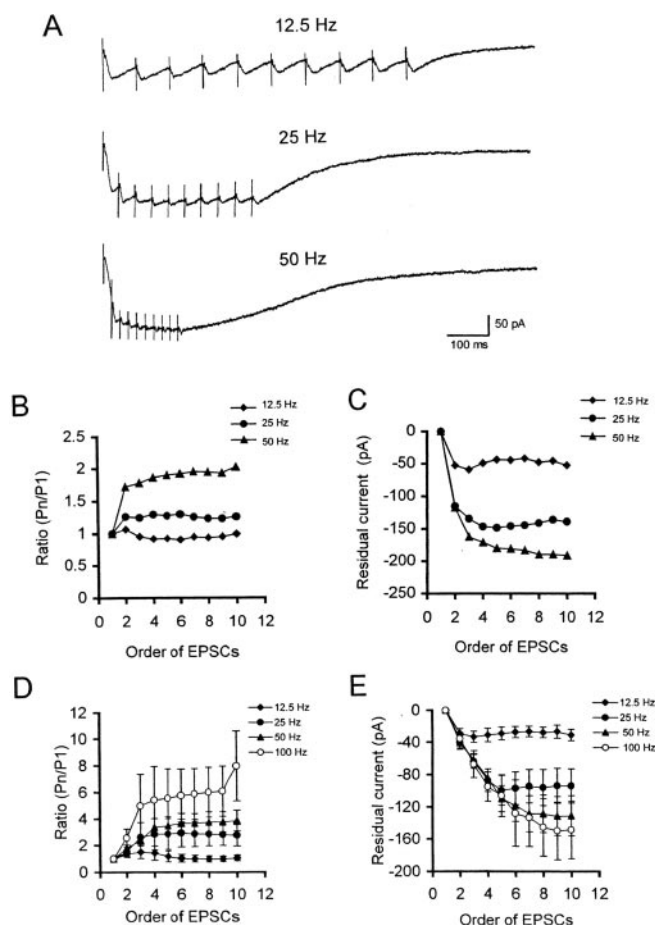 A
12.5 Hz
25 Hz
50 Hz
50 pA
100 ms
B
12.5 Hz
25 Hz
50 Hz
2.5
2
1.5
1
0.5
0
Ratio (Pn/P1)
0 2 4 6 8 10 12
Order of EPSCs
C
12.5 Hz
25 Hz
50 Hz
0
-50
-100
-150
-200
-250
Residual current (pA)
0 2 4 6 8 10 12
Order of EPSCs
D
12.5 Hz
25 Hz
50 Hz
100 Hz
12
10
8
6
4
2
0
Ratio (Pn/P1)
0 2 4 6 8 10 12
Order of EPSCs
E
12.5 Hz
25 Hz
50 Hz
100 Hz
0
-40
-80
-120
-160
-200
Residual current (pA)
0 2 4 6 8 10 12
Order of EPSCs